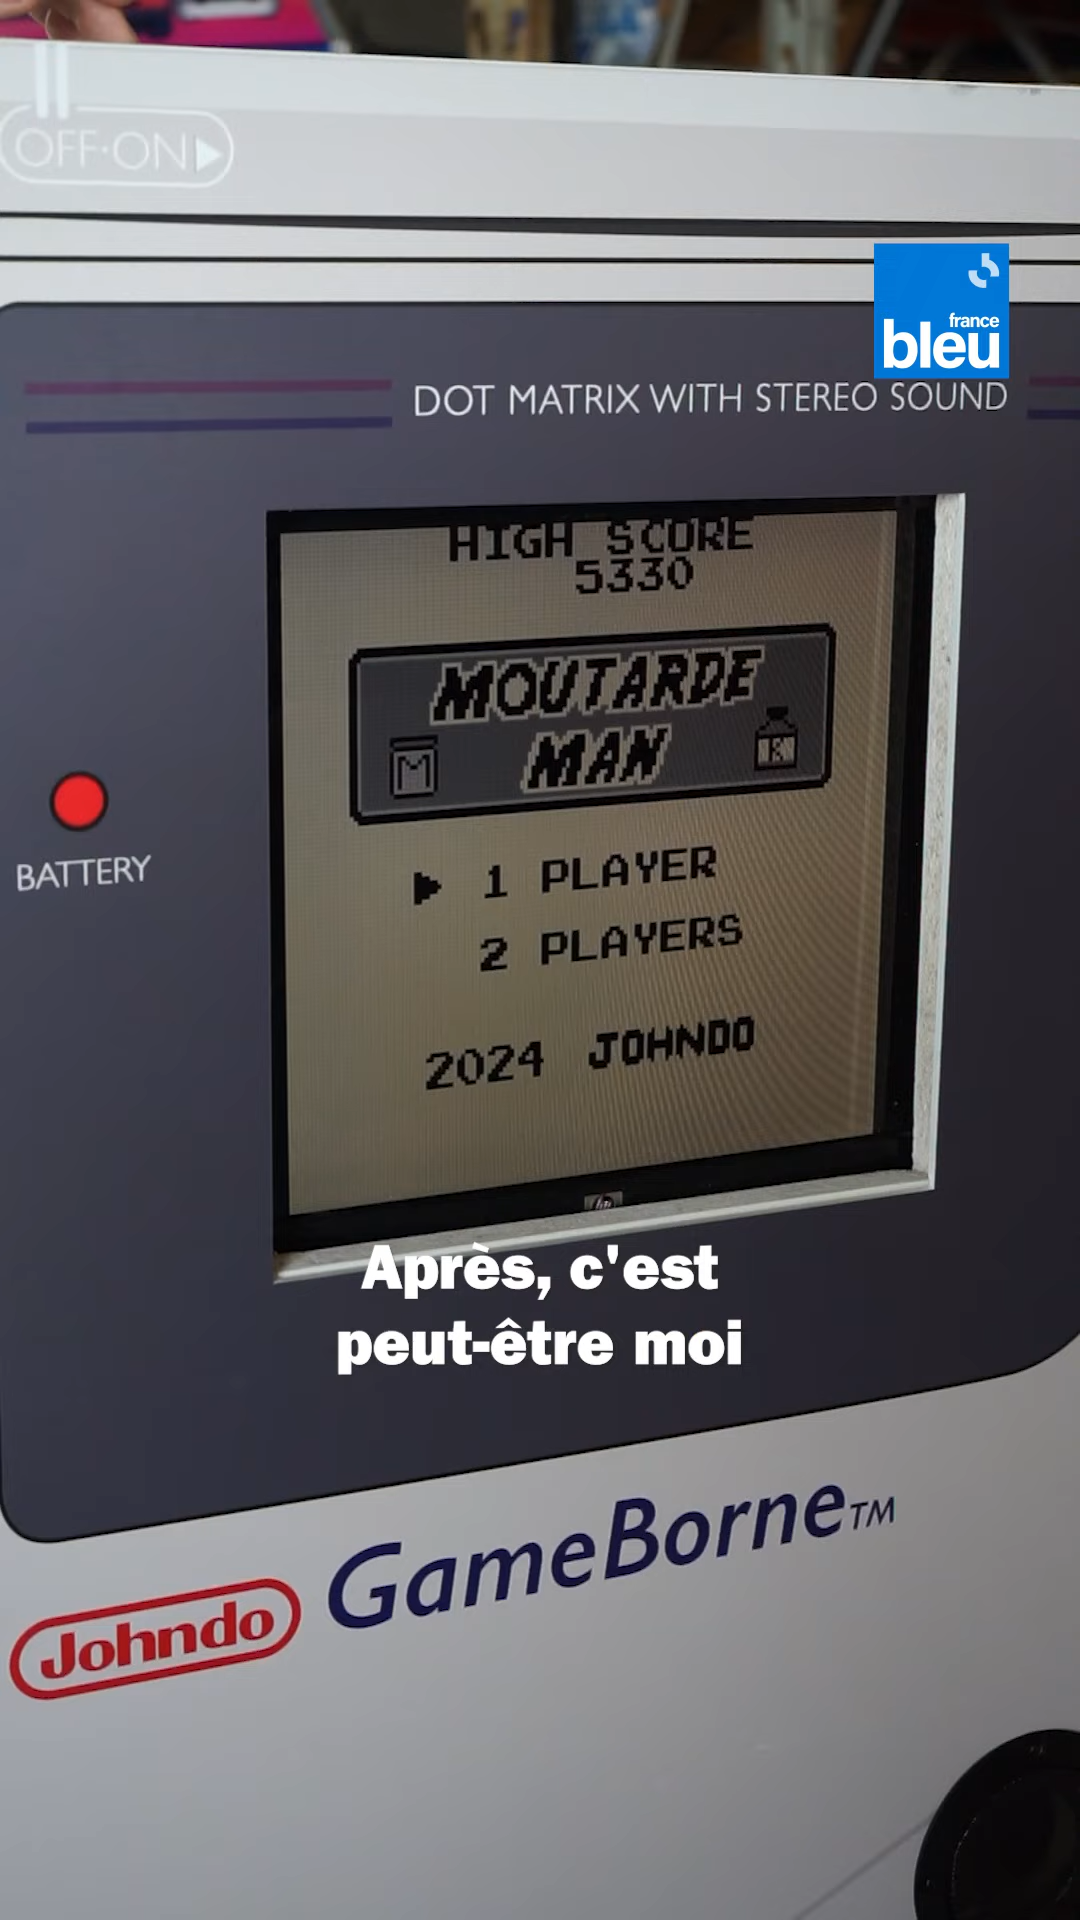 OFF·ON
france
bleu
DOT MATRIX WITH STEREO SOUND
HIGH SCORE
5330
MOUTARDE
MAN
M
K
BATTERY
▶ 1 PLAYER
2 PLAYERS
2024 JOHNDO
hp
Après, c'est
peut-être moi
Johndo GameBorne™